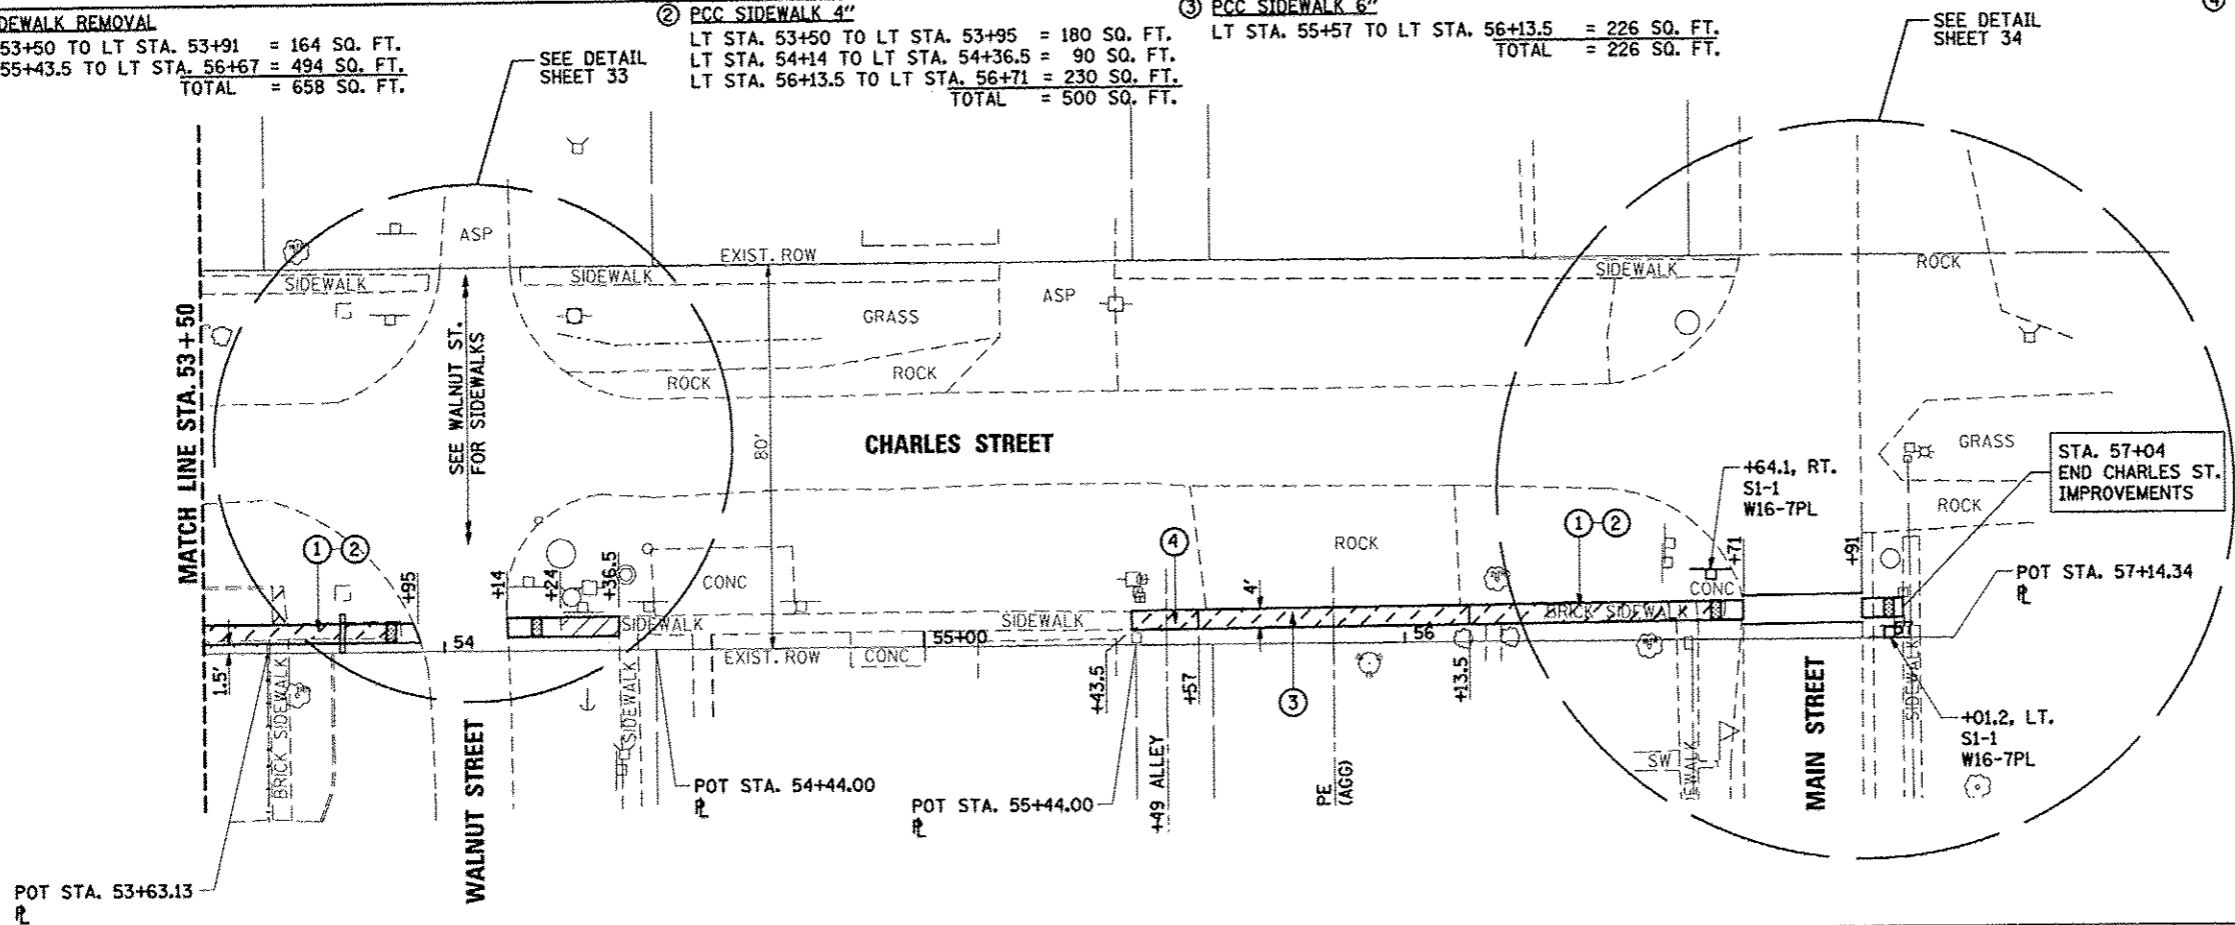 DEWALK REMOVAL
53+50 TO LT STA. 53+91 = 164 SQ. FT.
55+43.5 TO LT STA. 56+67 = 494 SQ. FT.
TOTAL = 658 SQ. FT.
② PCC SIDEWALK 4"
LT STA. 53+50 TO LT STA. 53+95 = 180 SQ. FT.
LT STA. 54+14 TO LT STA. 54+36.5 = 90 SQ. FT.
LT STA. 56+13.5 TO LT STA. 56+71 = 230 SQ. FT.
TOTAL = 500 SQ. FT.
③ PCC SIDEWALK 6"
LT STA. 55+57 TO LT STA. 56+13.5 = 226 SQ. FT.
TOTAL = 226 SQ. FT.
④
SEE DETAIL
SHEET 33
SEE DETAIL
SHEET 34
MATCH LINE STA. 53+50
ASP
EXIST. ROW
SIDEWALK
SIDEWALK
SIDEWALK
ROCK
ASP
GRASS
ROCK
ROCK
SEE WALNUT ST.
FOR SIDEWALKS
80'
CHARLES STREET
GRASS
ROCK
STA. 57+04
END CHARLES ST.
IMPROVEMENTS
+64.1, RT.
S1-1
W16-7PL
① ②
+95
+14
+24
+36.5
CONC
④
ROCK
4'
① ②
+71
+91
CONC
POT STA. 57+14.34
PL
SIDEWALK
SIDEWALK
BRICK SIDEWALK
54
55+00
56
57
1.5'
EXIST. ROW
CONC
+43.5
+57
③
+13.5
BRICK SIDEWALK
SIDEWALK
SIDEWALK
+01.2, LT.
S1-1
W16-7PL
SW
EWALK
WALNUT STREET
MAIN STREET
POT STA. 54+44.00
PL
POT STA. 55+44.00
PL
+49 ALLEY
PE
(AGG)
POT STA. 53+63.13
PL